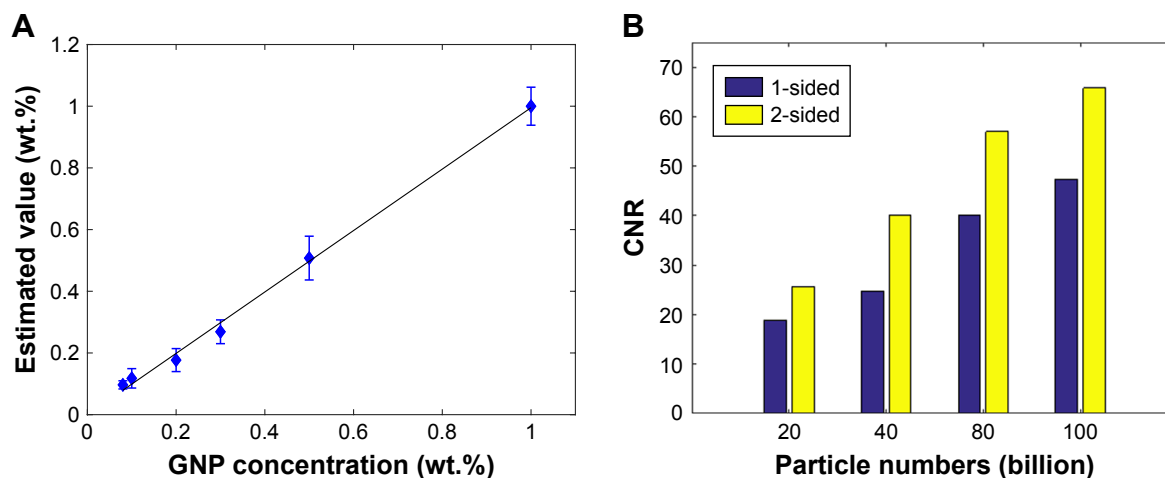 A
Estimated value (wt.%)
1.2
1
0.8
0.6
0.4
0.2
0
0 0.2 0.4 0.6 0.8 1
GNP concentration (wt.%)
B
CNR
70
60
50
40
30
20
10
0
1-sided
2-sided
20 40 80 100
Particle numbers (billion)